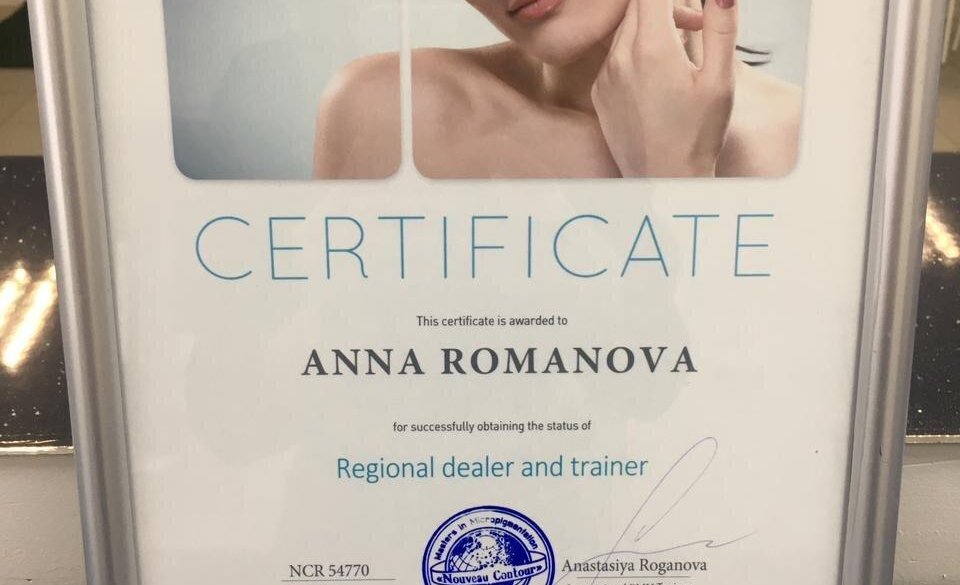 CERTIFICATE
This certificate is awarded to
ANNA ROMANOVA
for successfully obtaining the status of
Regional dealer and trainer
Masters in Micropigmentation
«Nouveau Contour»
NCR 54770
Anastasiya Roganova